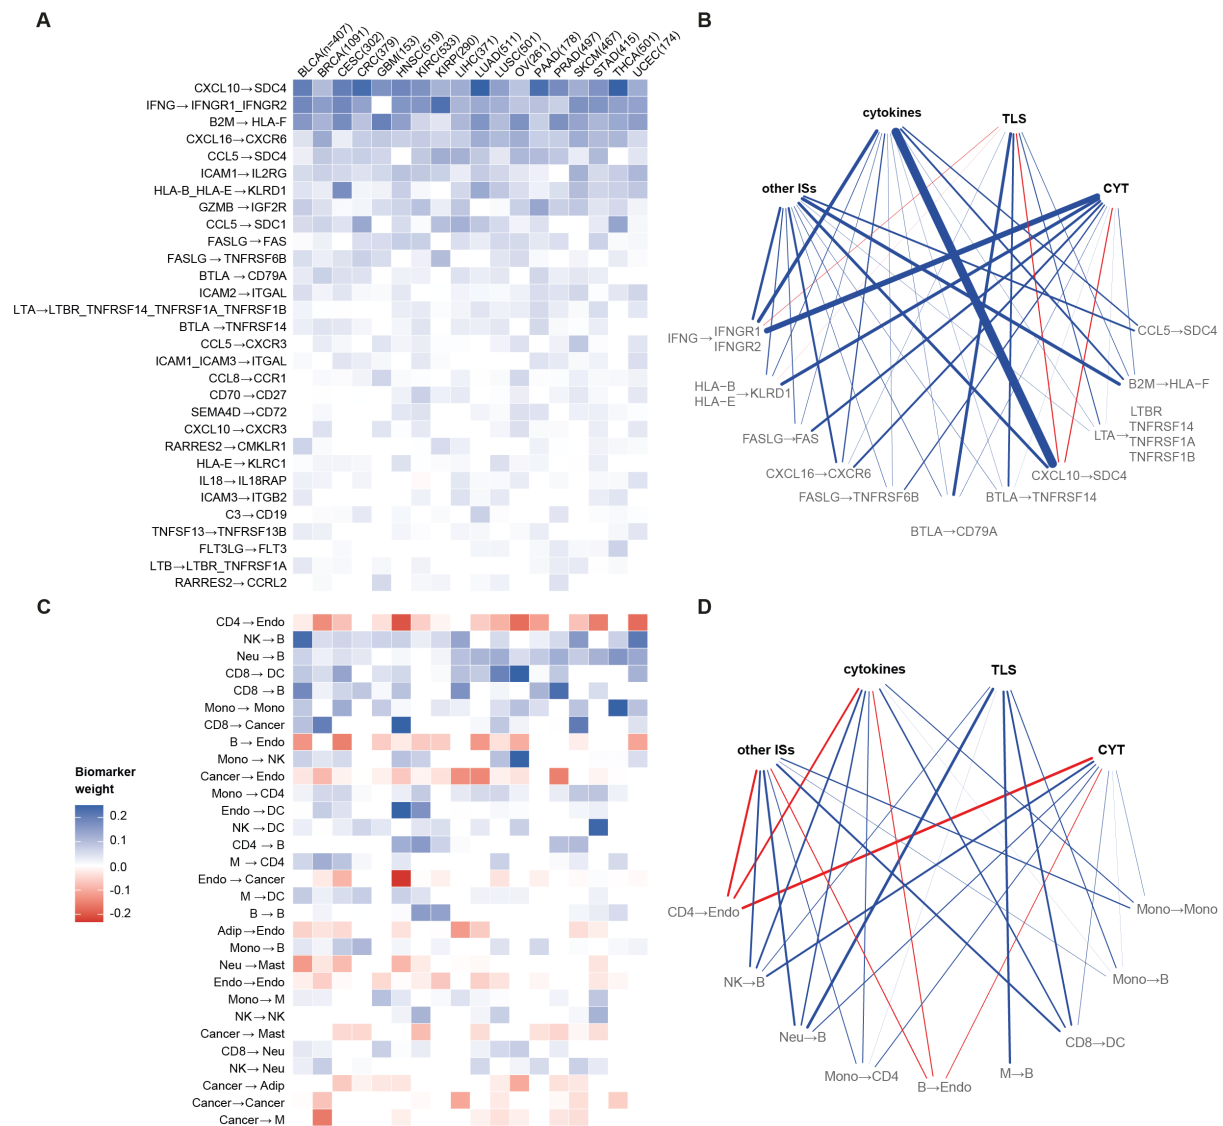 A
BLCA(n=407)
BRCA(1091)
CESC(302)
CRC(379)
GBM(153)
HNSC(519)
KIRC(533)
KIRP(290)
LIHC(371)
LUAD(511)
LUSC(501)
OV(261)
PAAD(178)
PRAD(497)
SKCM(467)
STAD(415)
THCA(501)
UCEC(174)
CXCL10→SDC4
IFNG→IFNGR1_IFNGR2
B2M→HLA-F
CXCL16→CXCR6
CCL5→SDC4
ICAM1→IL2RG
HLA-B_HLA-E→KLRD1
GZMB→IGF2R
CCL5→SDC1
FASLG→FAS
FASLG→TNFRSF6B
BTLA→CD79A
ICAM2→ITGAL
LTA→LTBR_TNFRSF14_TNFRSF1A_TNFRSF1B
BTLA→TNFRSF14
CCL5→CXCR3
ICAM1_ICAM3→ITGAL
CCL8→CCR1
CD70→CD27
SEMA4D→CD72
CXCL10→CXCR3
RARRES2→CMKLR1
HLA-E→KLRC1
IL18→IL18RAP
ICAM3→ITGB2
C3→CD19
TNFSF13→TNFRSF13B
FLT3LG→FLT3
LTB→LTBR_TNFRSF1A
RARRES2→CCRL2
B
cytokines
TLS
other ISs
CYT
IFNG→IFNGR1
IFNGR2
HLA−B
HLA−E→KLRD1
FASLG→FAS
CXCL16→CXCR6
FASLG→TNFRSF6B
BTLA→CD79A
BTLA→TNFRSF14
CXCL10→SDC4
LTA→
LTBR
TNFRSF14
TNFRSF1A
TNFRSF1B
B2M→HLA−F
CCL5→SDC4
C
CD4→Endo
NK→B
Neu→B
CD8→DC
CD8→B
Mono→Mono
CD8→Cancer
B→Endo
Mono→NK
Cancer→Endo
Mono→CD4
Endo→DC
NK→DC
CD4→B
M→CD4
Endo→Cancer
M→DC
B→B
Adip→Endo
Mono→B
Neu→Mast
Endo→Endo
Mono→M
NK→NK
Cancer→Mast
CD8→Neu
NK→Neu
Cancer→Adip
Cancer→Cancer
Cancer→M
Biomarker
weight
0.2
0.1
0.0
-0.1
-0.2
D
cytokines
TLS
other ISs
CYT
CD4→Endo
NK→B
Neu→B
Mono→CD4
B→Endo
M→B
CD8→DC
Mono→B
Mono→Mono